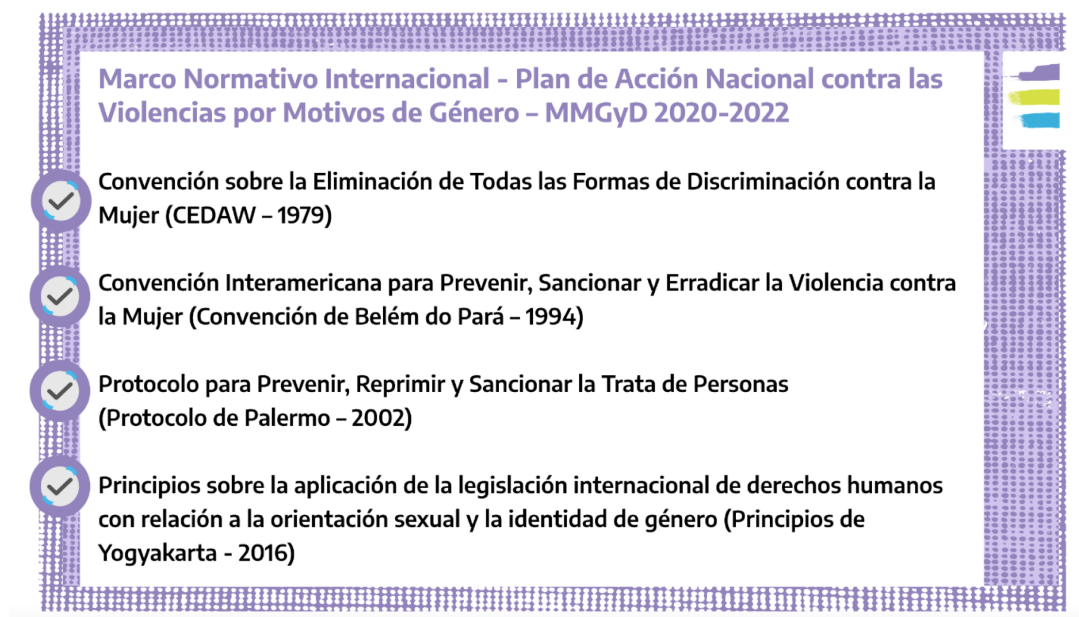 Marco Normativo Internacional - Plan de Acción Nacional contra las
Violencias por Motivos de Género – MMGyD 2020-2022
Convención sobre la Eliminación de Todas las Formas de Discriminación contra la
Mujer (CEDAW – 1979)
Convención Interamericana para Prevenir, Sancionar y Erradicar la Violencia contra
la Mujer (Convención de Belém do Pará – 1994)
Protocolo para Prevenir, Reprimir y Sancionar la Trata de Personas
(Protocolo de Palermo – 2002)
Principios sobre la aplicación de la legislación internacional de derechos humanos
con relación a la orientación sexual y la identidad de género (Principios de
Yogyakarta - 2016)